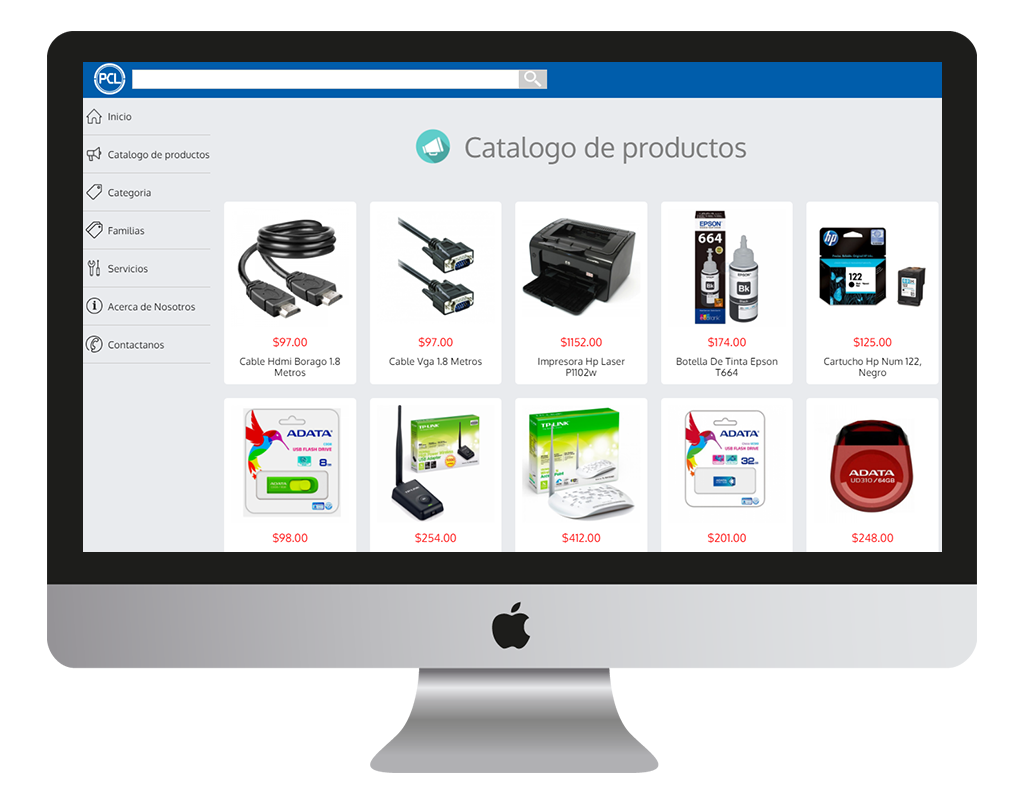 PCL
Inicio
Catalogo de productos
Categoria
Familias
Servicios
Acerca de Nosotros
Contactanos
Catalogo de productos
$97.00
Cable Hdmi Borago 1.8
Metros
$97.00
Cable Vga 1.8 Metros
$1152.00
Impresora Hp Laser
P1102w
EPSON
664
Bk
Bk
$174.00
Botella De Tinta Epson
T664
hp
122
$125.00
Cartucho Hp Num 122,
Negro
ADATA
USB FLASH DRIVE
8GB
$98.00
TP-LINK
USB Adapter
$254.00
TP-LINK
$412.00
ADATA
USB FLASH DRIVE
32GB
$201.00
ADATA
UD310 / 64GB
$248.00